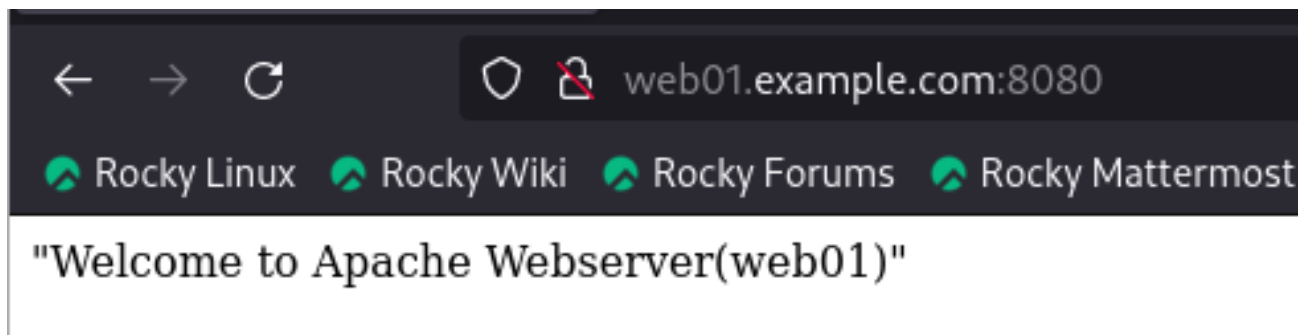 web01.example.com:8080
Rocky Linux Rocky Wiki Rocky Forums Rocky Mattermost
"Welcome to Apache Webserver(web01)"